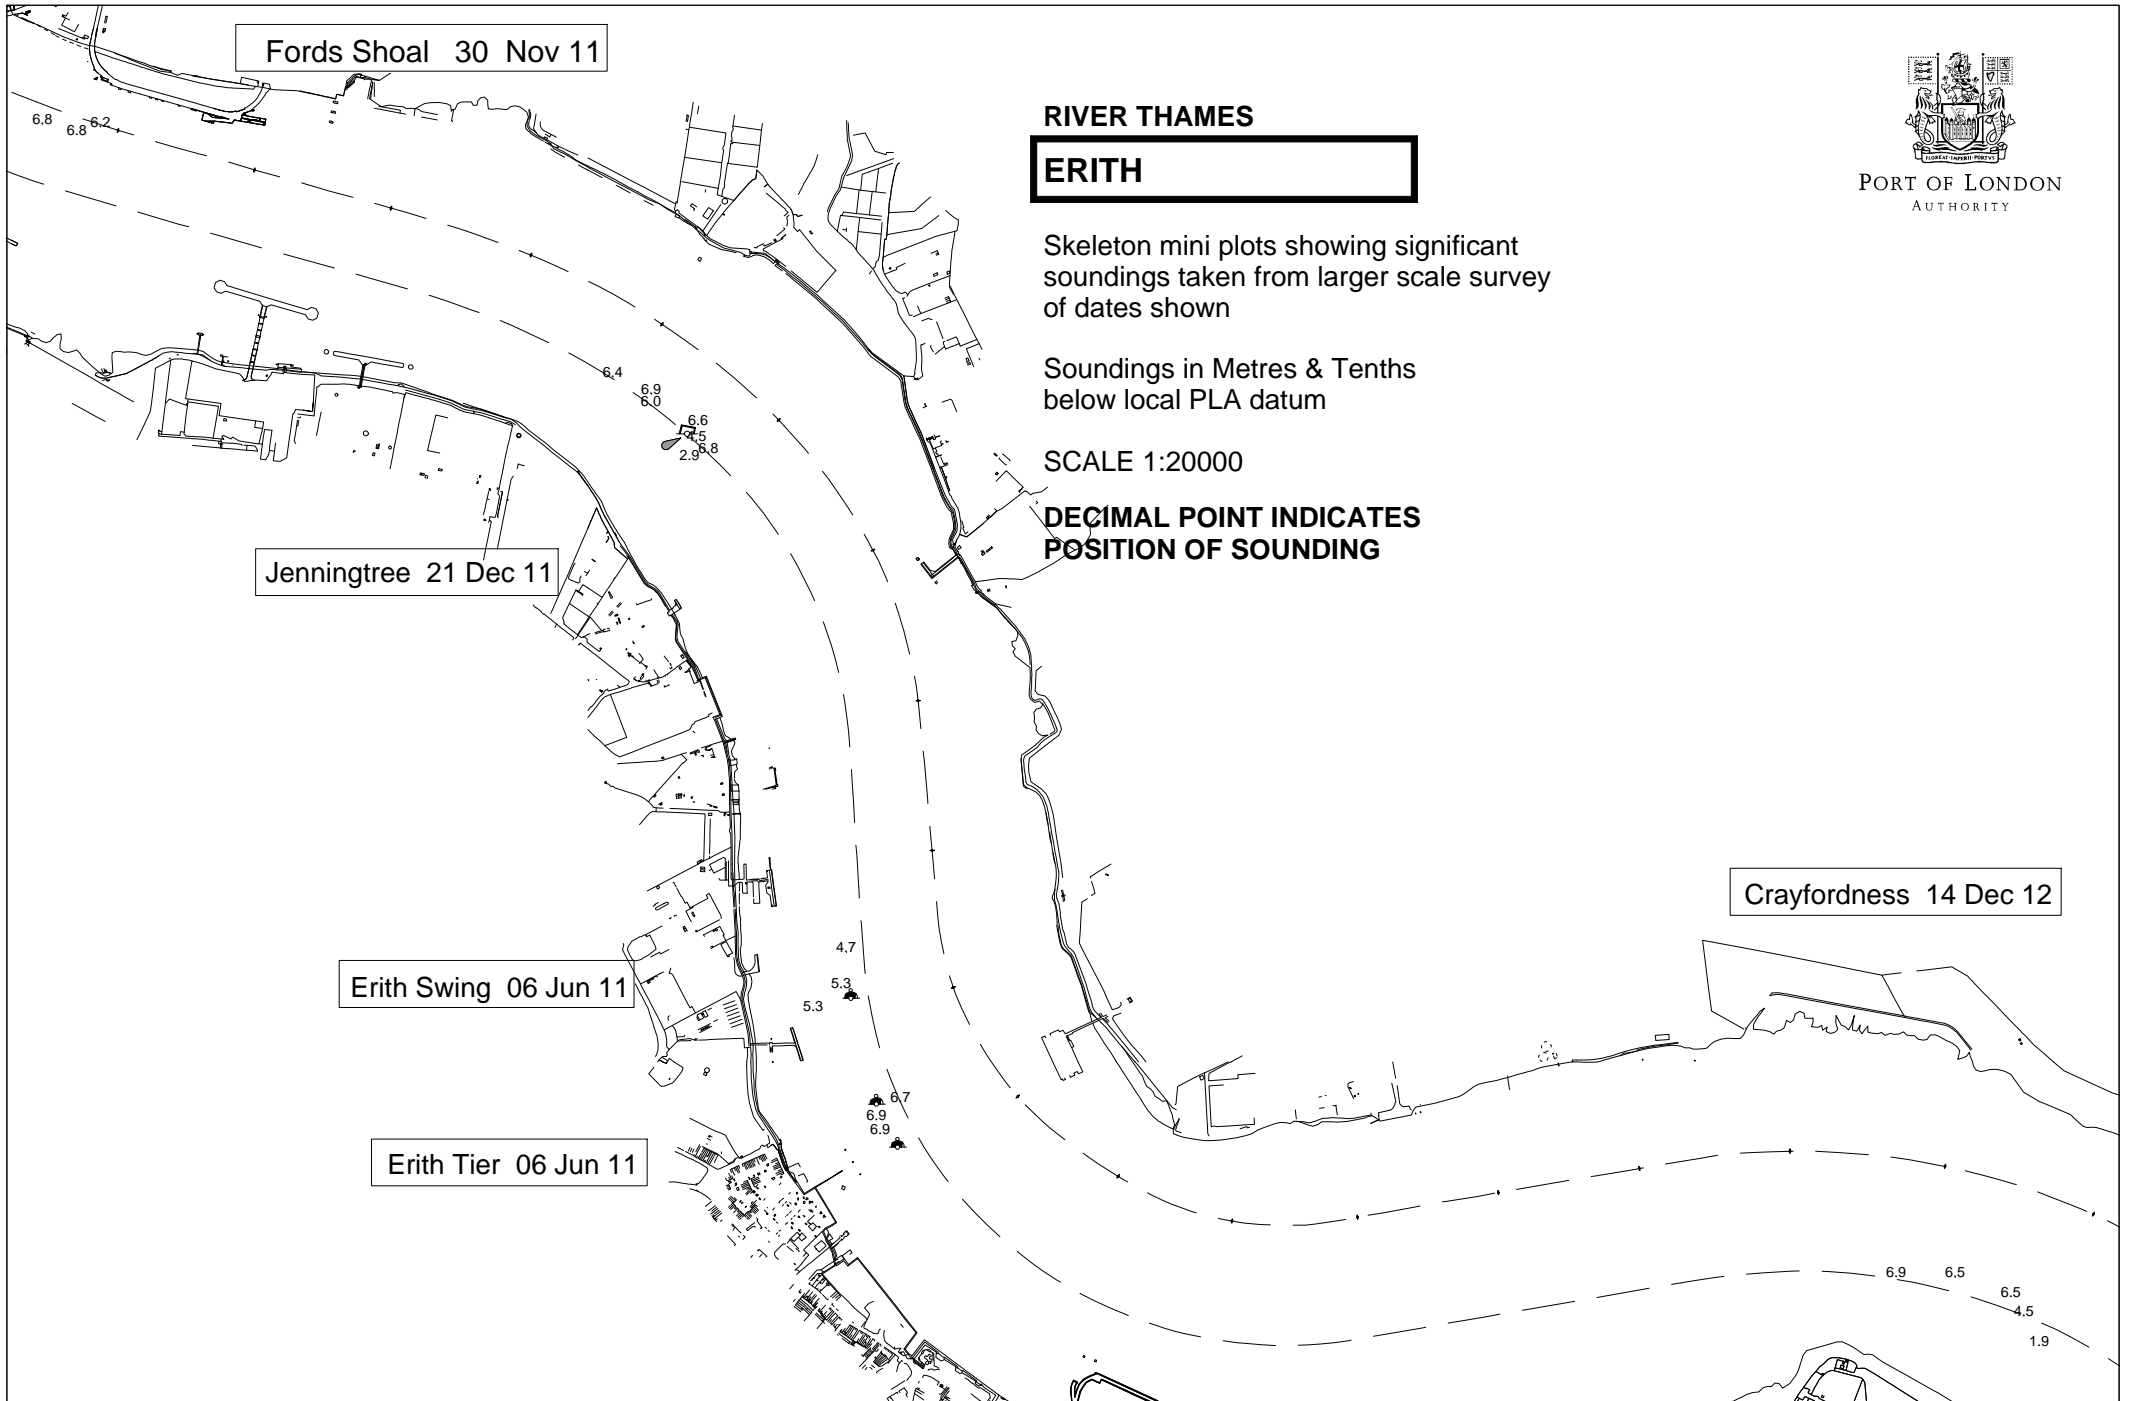 Fords Shoal 30 Nov 11
RIVER THAMES
ERITH
FLOREAT·IMPERII·PORTVS
PORT OF LONDON
AUTHORITY
Skeleton mini plots showing significant
soundings taken from larger scale survey
of dates shown
Soundings in Metres & Tenths
below local PLA datum
SCALE 1:20000
DECIMAL POINT INDICATES
POSITION OF SOUNDING
6.8
6.8
6.2
6.4
6.9
6.0
6.6
4.5
6.8
2.9
Jenningtree 21 Dec 11
Crayfordness 14 Dec 12
4.7
5.3
5.3
Erith Swing 06 Jun 11
6.7
6.9
6.9
Erith Tier 06 Jun 11
6.9
6.5
6.5
4.5
1.9